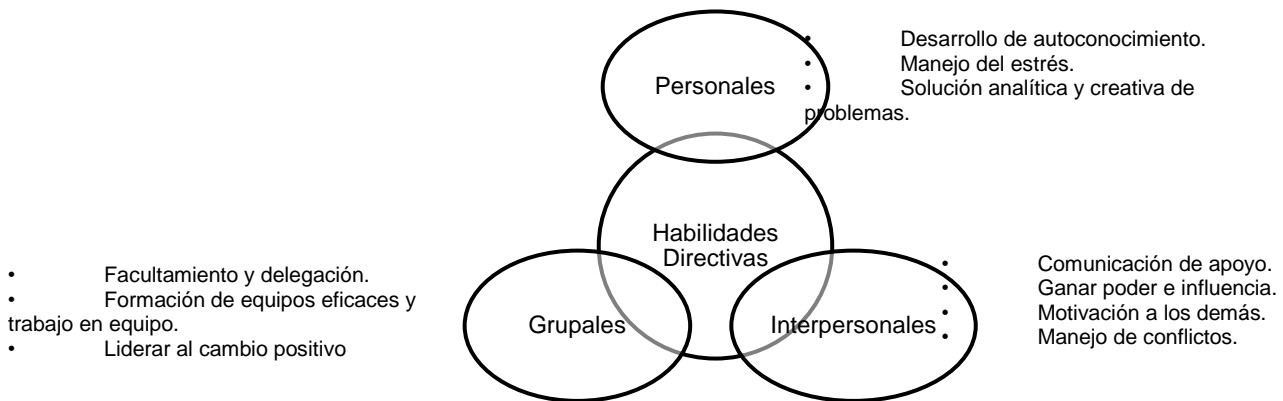 • Desarrollo de autoconocimiento.
• Manejo del estrés.
• Solución analítica y creativa de
problemas.
Personales
Habilidades
Directivas
• Facultamiento y delegación.
• Formación de equipos eficaces y
trabajo en equipo.
• Liderar al cambio positivo
Grupales
Interpersonales
• Comunicación de apoyo.
• Ganar poder e influencia.
• Motivación a los demás.
• Manejo de conflictos.